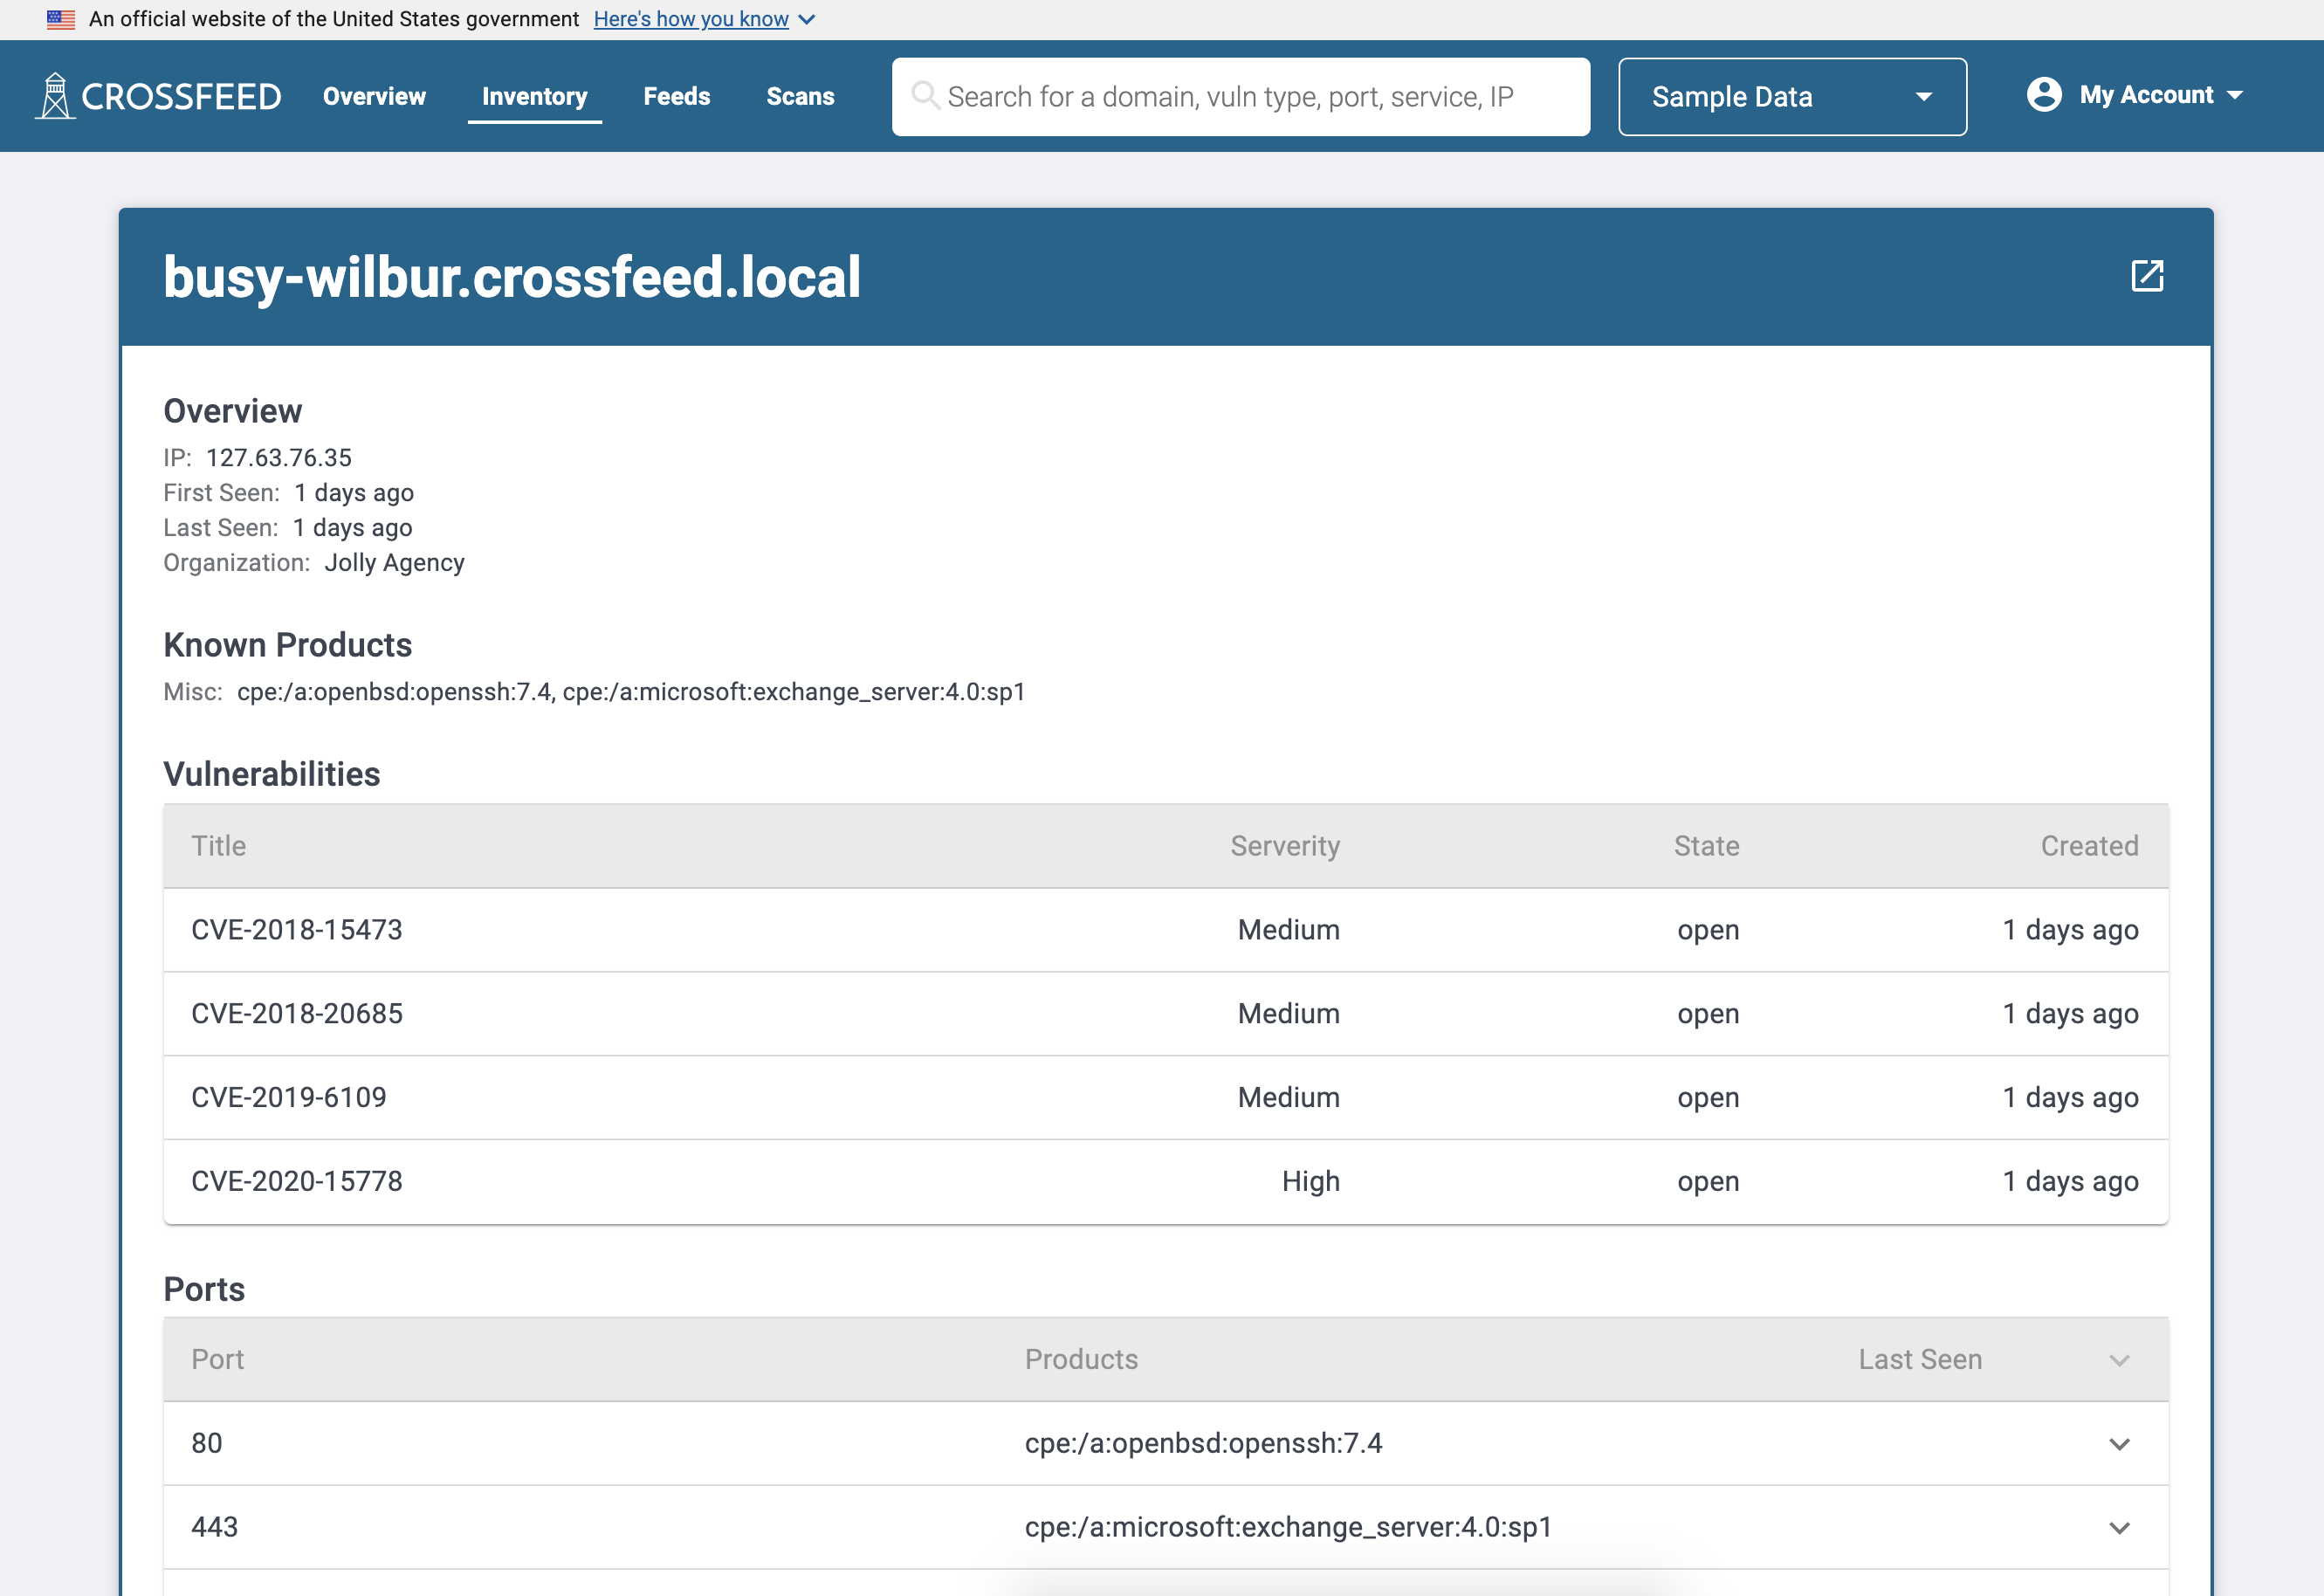 An official website of the United States government Here's how you know
CROSSFEED Overview Inventory Feeds Scans Search for a domain, vuln type, port, service, IP Sample Data My Account
busy-wilbur.crossfeed.local
Overview
IP: 127.63.76.35
First Seen: 1 days ago
Last Seen: 1 days ago
Organization: Jolly Agency
Known Products
Misc: cpe:/a:openbsd:openssh:7.4, cpe:/a:microsoft:exchange_server:4.0:sp1
Vulnerabilities
Title Serverity State Created
CVE-2018-15473 Medium open 1 days ago
CVE-2018-20685 Medium open 1 days ago
CVE-2019-6109 Medium open 1 days ago
CVE-2020-15778 High open 1 days ago
Ports
Port Products Last Seen
80 cpe:/a:openbsd:openssh:7.4
443 cpe:/a:microsoft:exchange_server:4.0:sp1